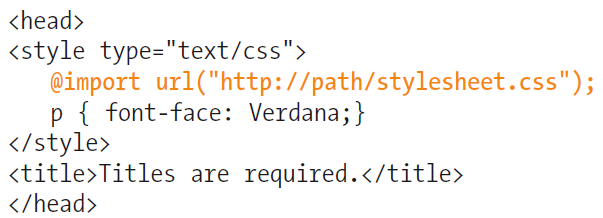 <head>
<style type="text/css">
@import url("http://path/stylesheet.css");
p { font-face: Verdana;}
</style>
<title>Titles are required.</title>
</head>